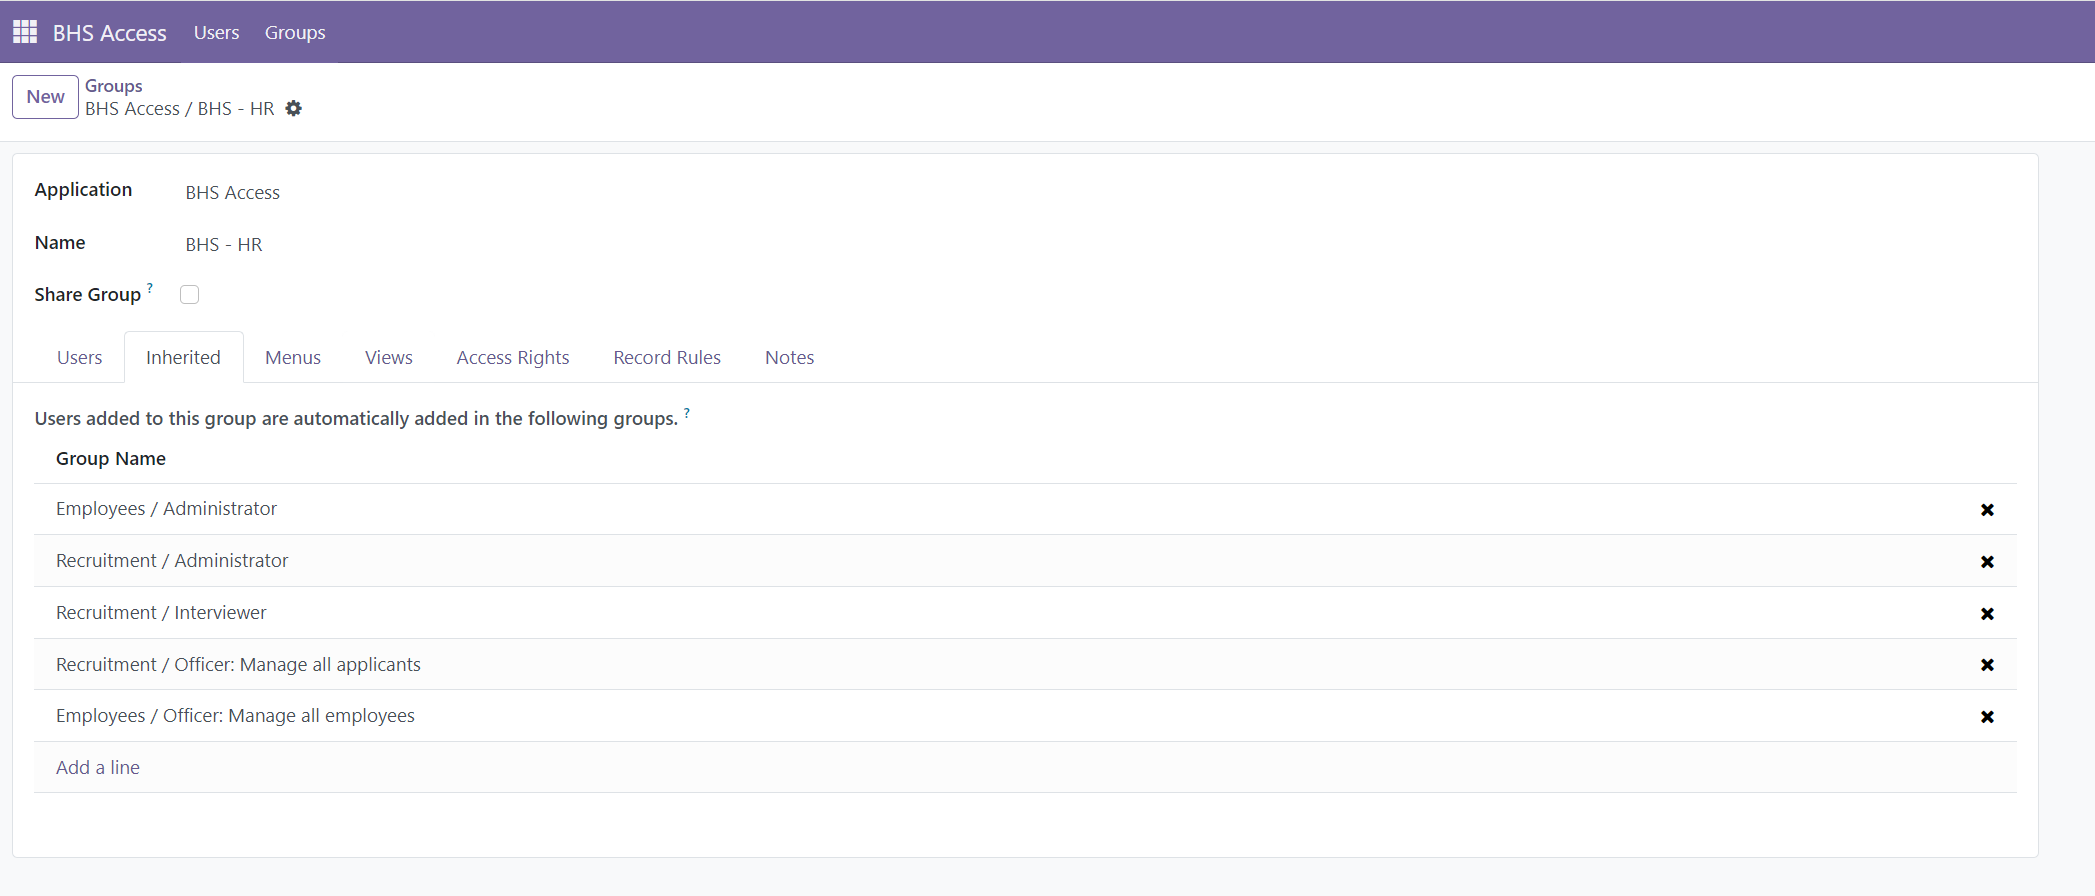 BHS Access Users Groups
New
Groups
BHS Access / BHS - HR
Application BHS Access
Name BHS - HR
Share Group ?
Users Inherited Menus Views Access Rights Record Rules Notes
Users added to this group are automatically added in the following groups. ?
Group Name
Employees / Administrator
Recruitment / Administrator
Recruitment / Interviewer
Recruitment / Officer: Manage all applicants
Employees / Officer: Manage all employees
Add a line